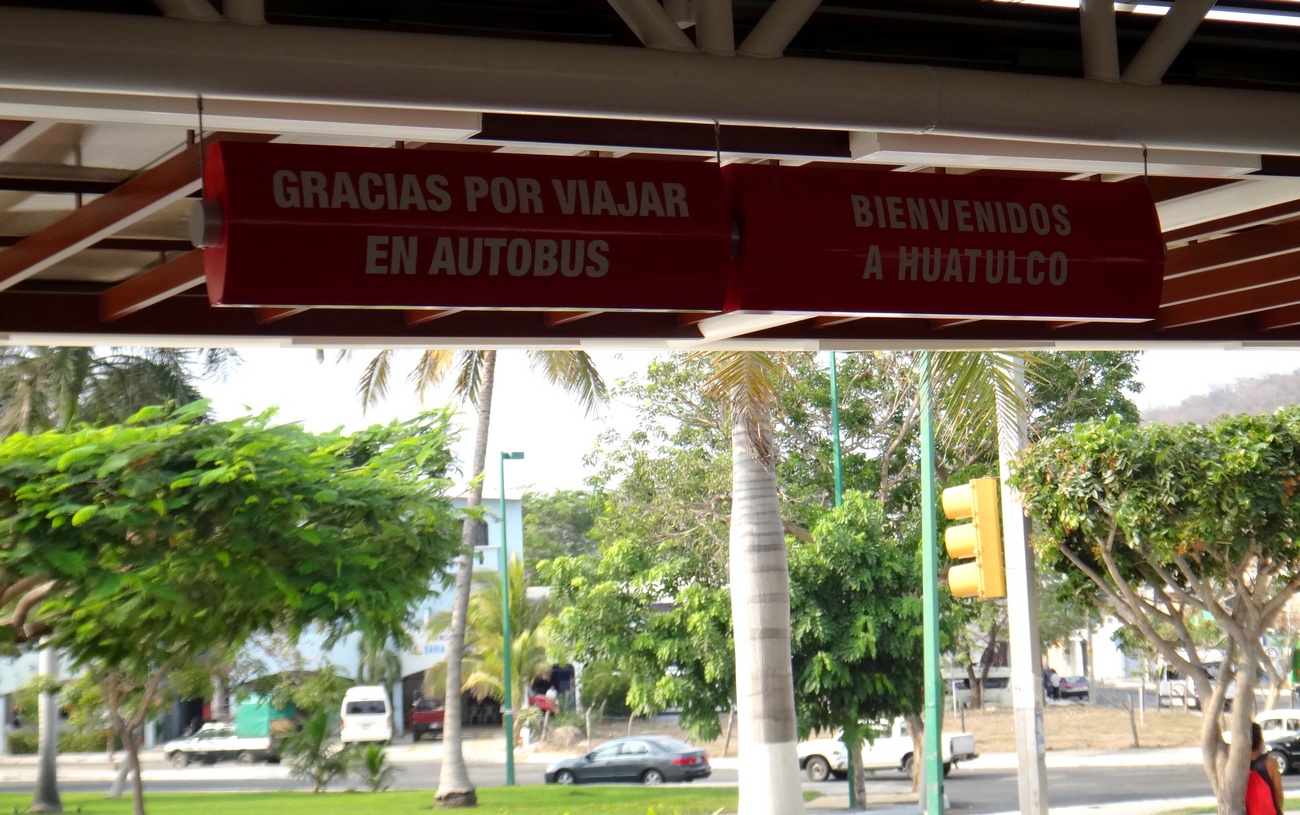 GRACIAS POR VIAJAR
EN AUTOBUS
BIENVENIDOS
A HUATULCO